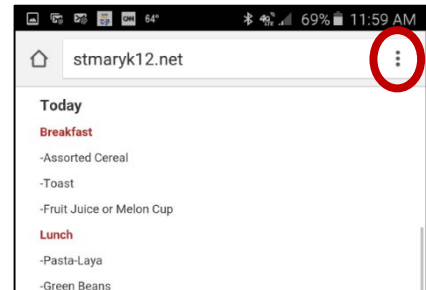 64° 69% 11:59 AM
stmaryk12.net
Today
Breakfast
-Assorted Cereal
-Toast
-Fruit Juice or Melon Cup
Lunch
-Pasta-Laya
-Green Beans